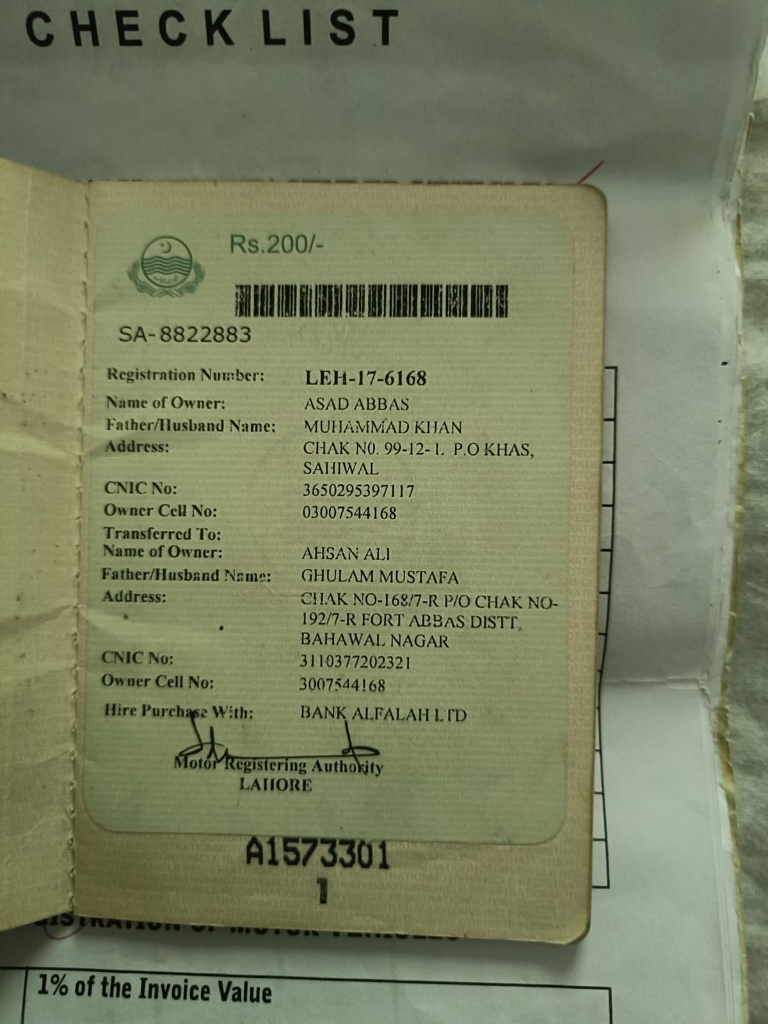 CHECK LIST
Rs.200/-
SA-8822883
Registration Number: LEH-17-6168
Name of Owner: ASAD ABBAS
Father/Husband Name: MUHAMMAD KHAN
Address: CHAK N0. 99-12- L P.O KHAS,
SAHIWAL
CNIC No: 3650295397117
Owner Cell No: 03007544168
Transferred To:
Name of Owner: AHSAN ALI
Father/Husband Name: GHULAM MUSTAFA
Address: CHAK NO-168/7-R P/O CHAK NO-
192/7-R FORT ABBAS DISTT,
BAHAWAL NAGAR
CNIC No: 3110377202321
Owner Cell No: 3007544168
Hire Purchase With: BANK ALFALAH LTD
Motor Registering Authority
LAHORE
A1573301
1
OF MOTOR VEHICLES
1% of the Invoice Value